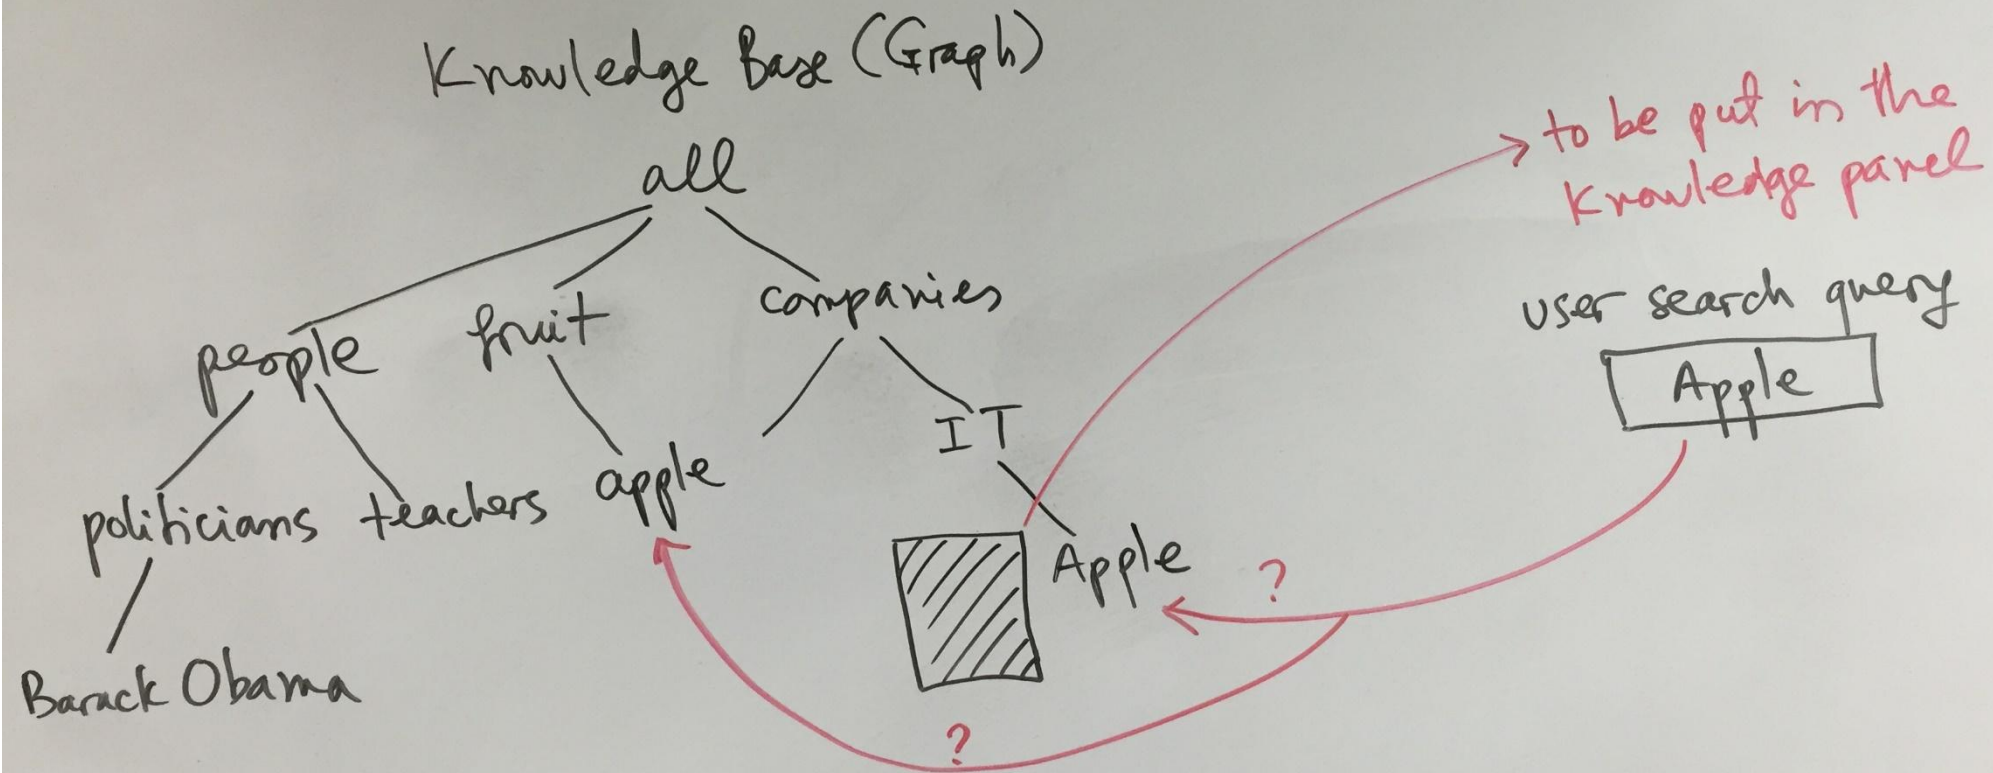 Knowledge Base (Graph)
all
people
fruit
companies
politicians
teachers
apple
IT
Apple
Barack Obama
to be put in the
knowledge panel
user search query
Apple
?
?